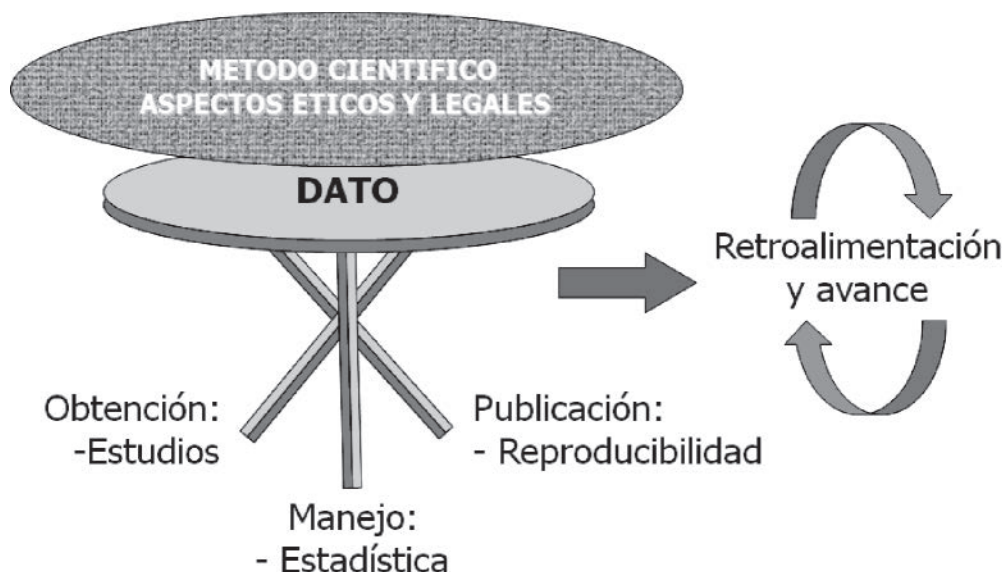 METODO CIENTIFICO
ASPECTOS ETICOS Y LEGALES
DATO
Retroalimentación
y avance
Obtención:
-Estudios
Publicación:
- Reproducibilidad
Manejo:
- Estadística